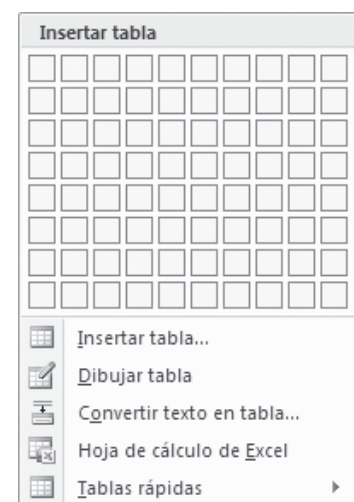 Insertar tabla
Insertar tabla...
Dibujar tabla
Convertir texto en tabla...
Hoja de cálculo de Excel
Tablas rápidas